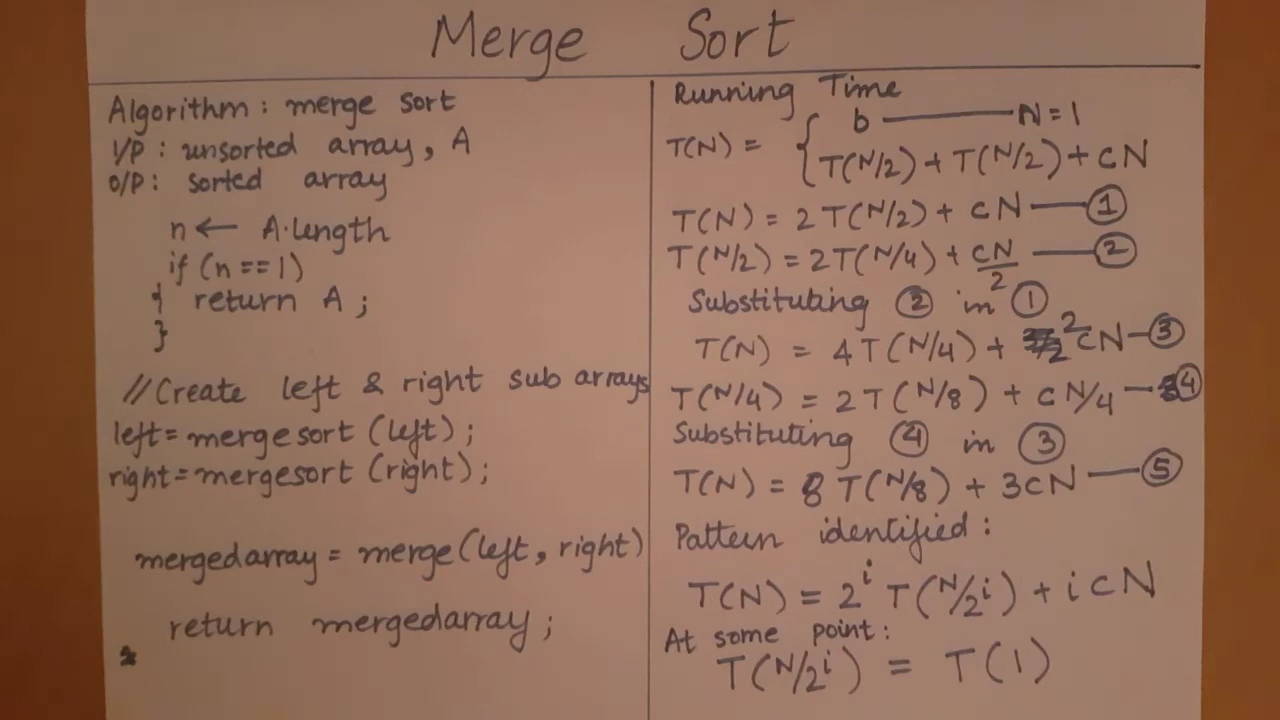 Merge Sort
Algorithm: merge sort
I/P: unsorted array, A
O/P: sorted array
n ← A.length
if (n==1)
{ return A;
}
//Create left & right sub arrays
left=mergesort (left);
right=mergesort (right);
mergedarray = merge(left, right)
return mergedarray;
Running Time
T(N) = { b —— N=1
T(N/2) + T(N/2) + cN
T(N) = 2T(N/2) + cN —— ①
T(N/2) = 2T(N/4) + cN/2 —— ②
Substituting ② in ①
T(N) = 4T(N/4) + 2cN — ③
T(N/4) = 2T(N/8) + cN/4 — ④
Substituting ④ in ③
T(N) = 8T(N/8) + 3cN — ⑤
Pattern identified:
T(N) = 2^i T(N/2^i) + icN
At some point:
T(N/2^i) = T(1)